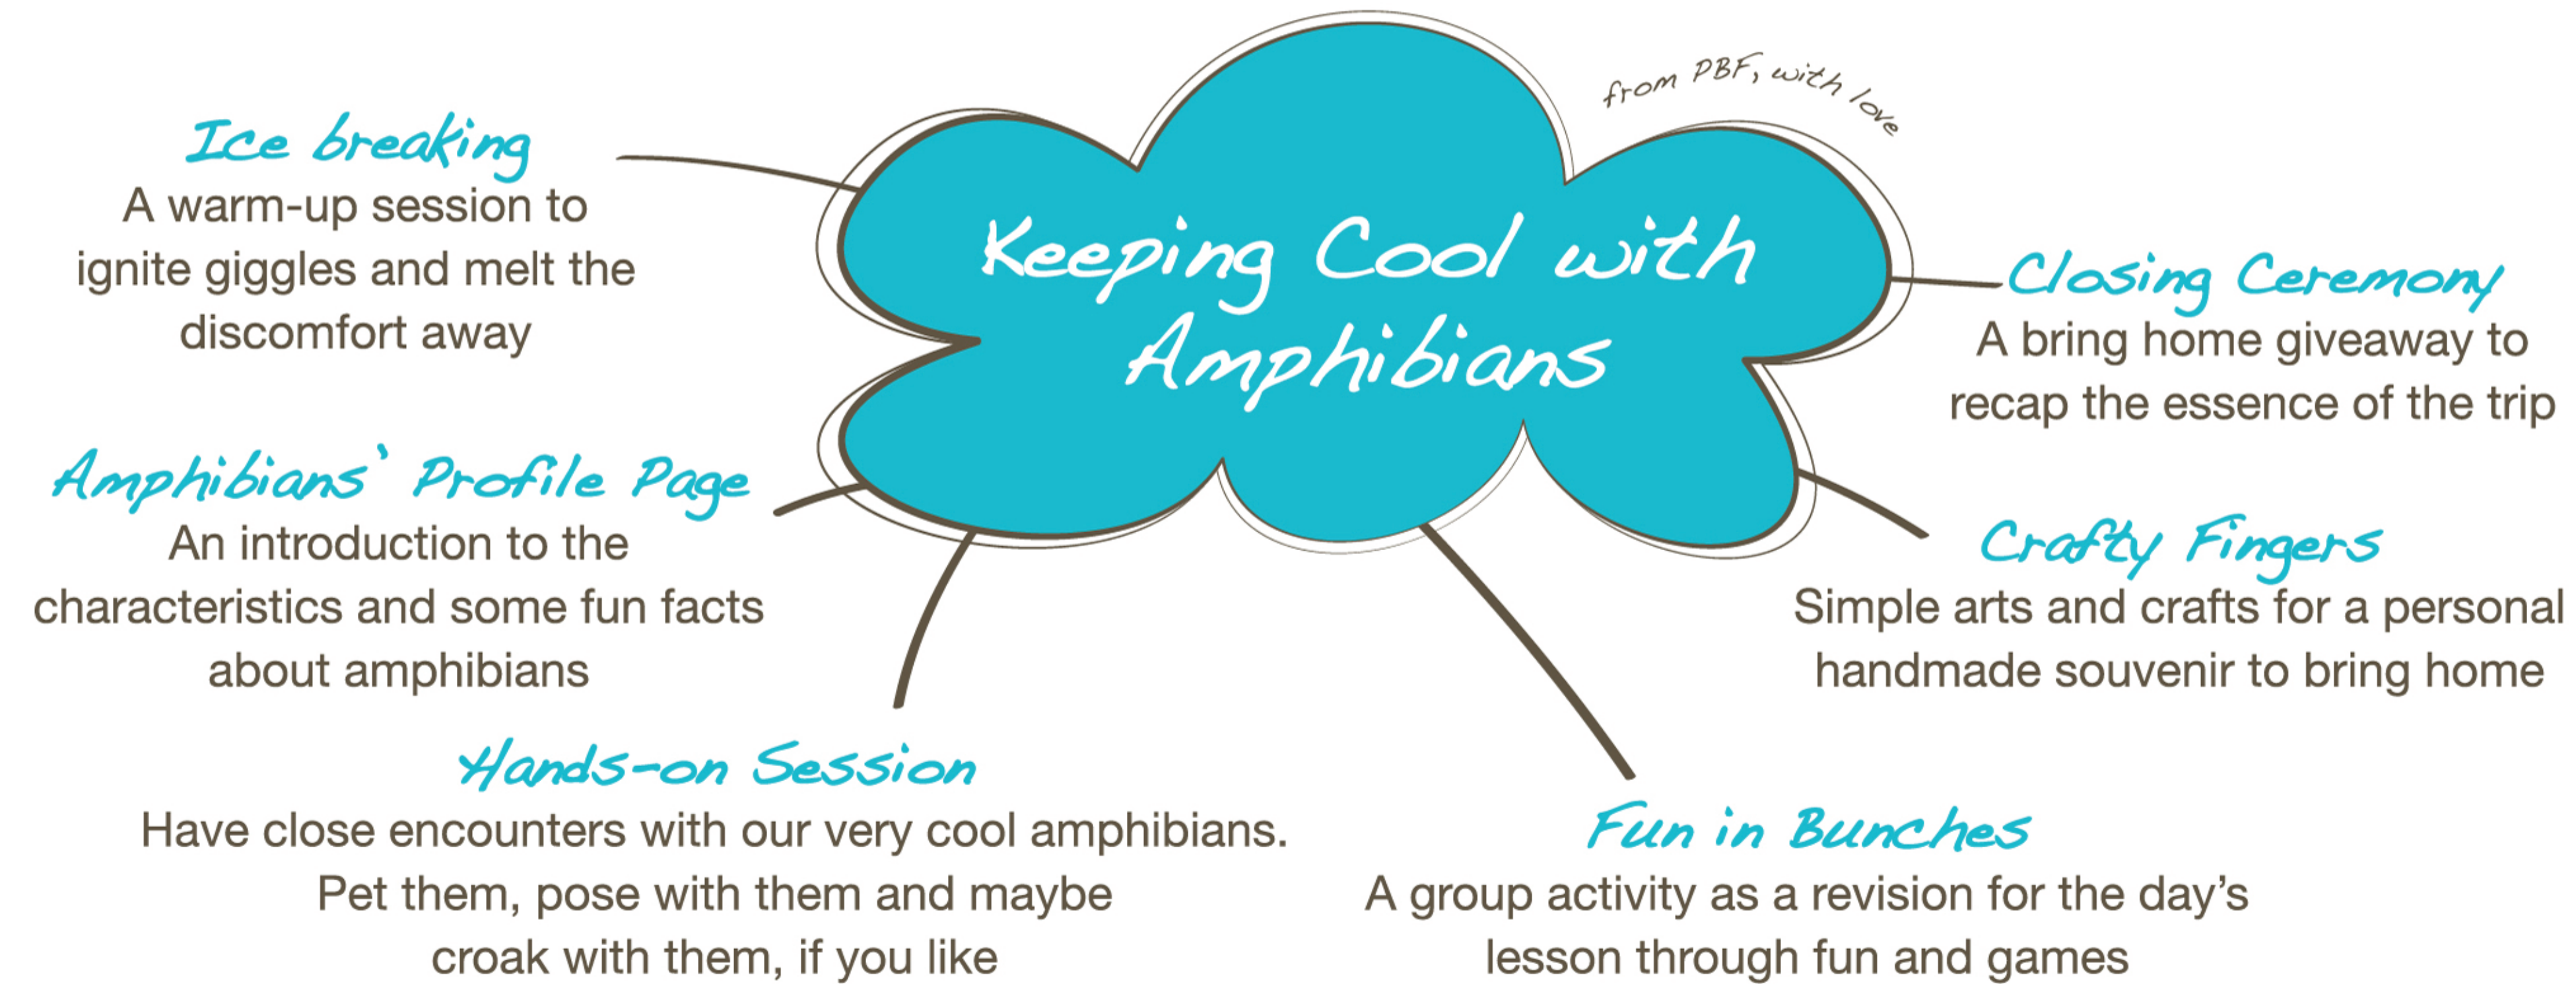 from PBF, with love
Keeping Cool with
Amphibians
Ice breaking
A warm-up session to
ignite giggles and melt the
discomfort away
Amphibians' Profile Page
An introduction to the
characteristics and some fun facts
about amphibians
Hands-on Session
Have close encounters with our very cool amphibians.
Pet them, pose with them and maybe
croak with them, if you like
Fun in Bunches
A group activity as a revision for the day’s
lesson through fun and games
Crafty Fingers
Simple arts and crafts for a personal
handmade souvenir to bring home
Closing Ceremony
A bring home giveaway to
recap the essence of the trip